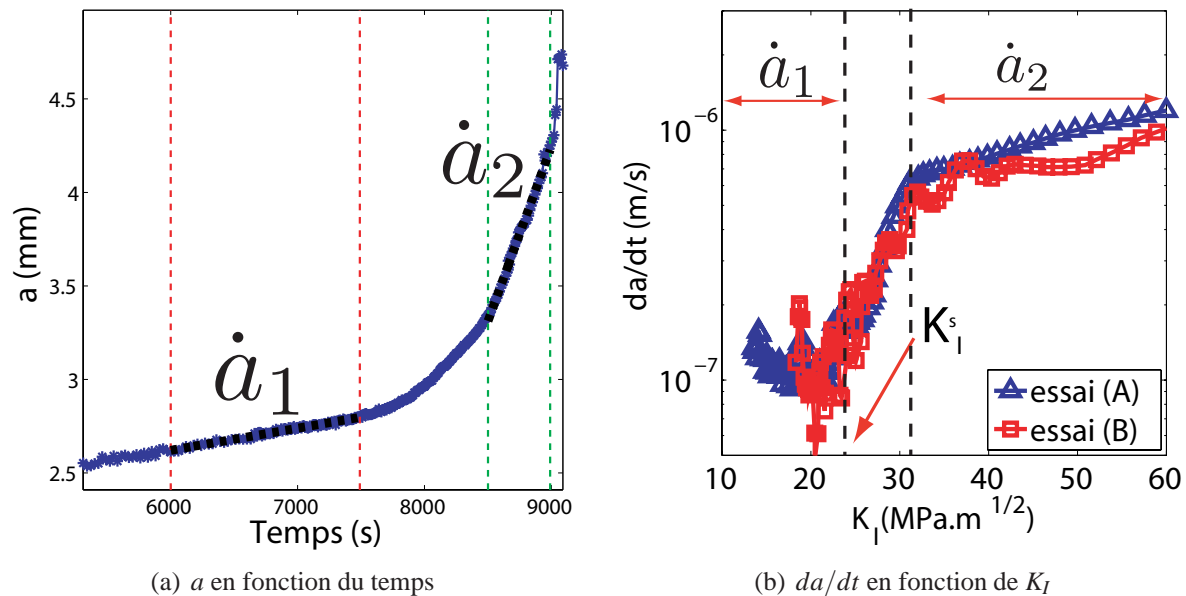 4.5
4
3.5
3
2.5
6000
7000
8000
9000
a (mm)
Temps (s)
ȧ₁
ȧ₂
(a) a en fonction du temps
ȧ₁
ȧ₂
10⁻⁶
10⁻⁷
da/dt (m/s)
K_I^s
essai (A)
essai (B)
10
20
30
40
50
60
K_I(MPa.m ^1/2)
(b) da/dt en fonction de K_I